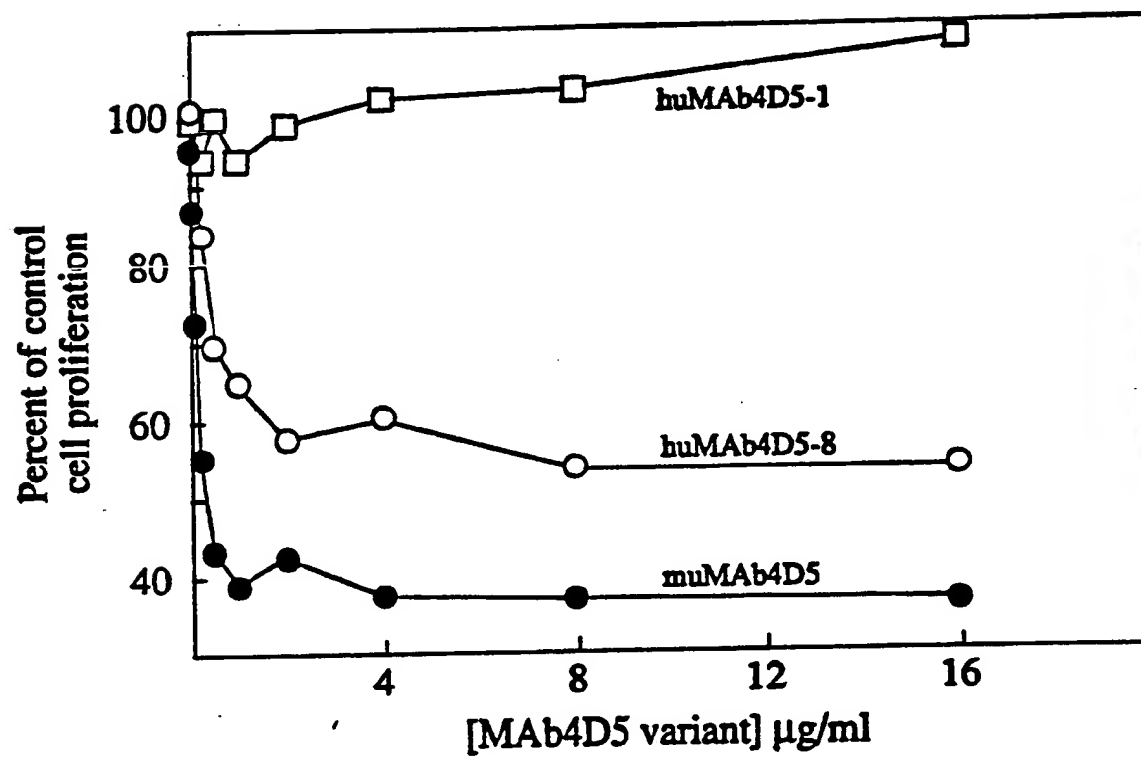 huMAb4D5-1
100
80
60
40
Percent of control
cell proliferation
huMAb4D5-8
muMAb4D5
4
8
12
16
[MAb4D5 variant] µg/ml